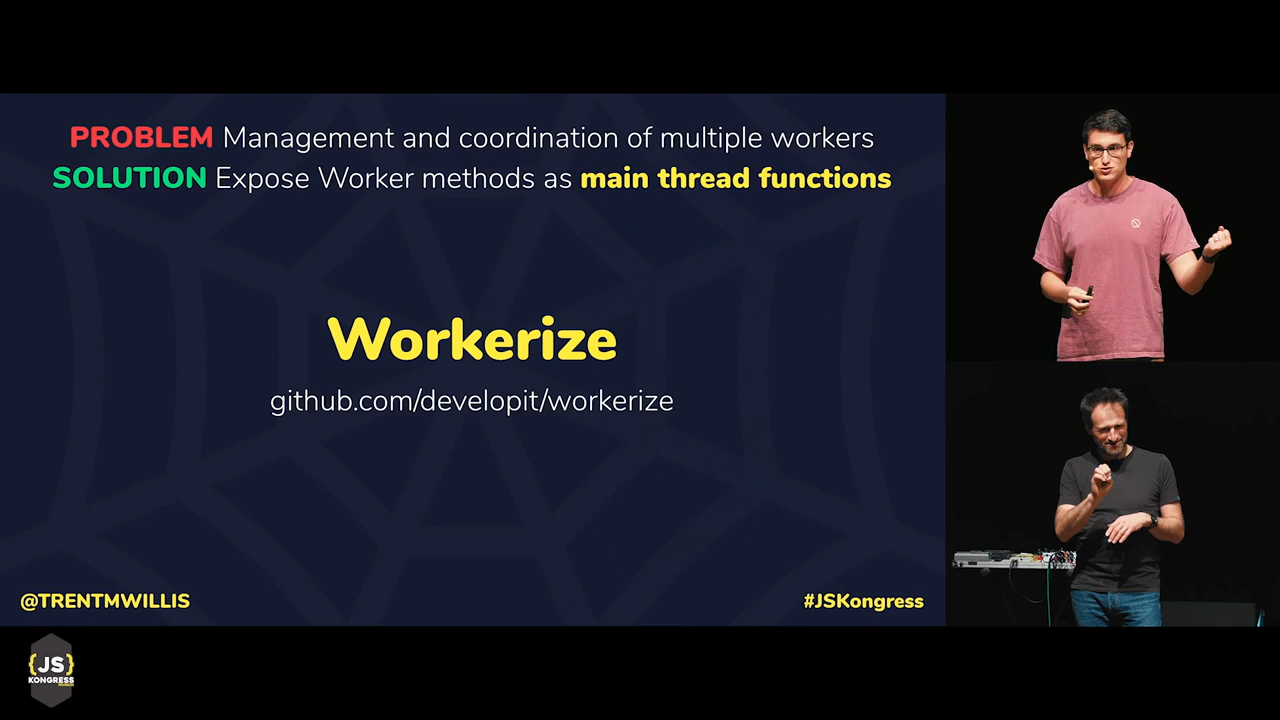 PROBLEM Management and coordination of multiple workers
SOLUTION Expose Worker methods as main thread functions
Workerize
github.com/developit/workerize
@TRENTMWILLIS
#JSKongress
{JS}
KONGRESS